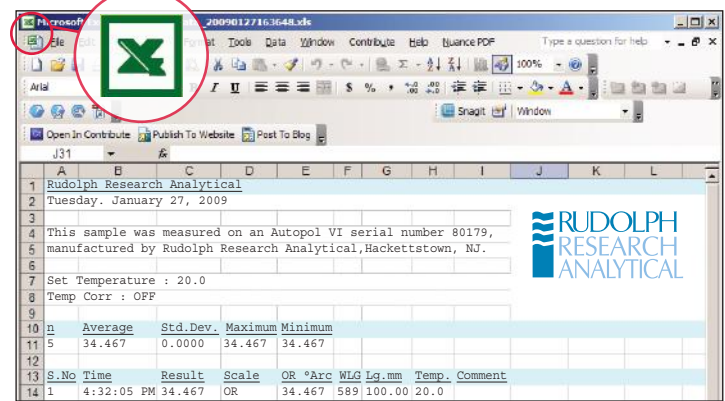 Microsof 20090127163648.xls
File Format Tools Data Window Contribute Help Nuance PDF Type a question for help
100%
Arial I U $ %
Snagit Window
Open In Contribute Publish To Website Post To Blog
J31 fx
A B C D E F G H I J K L
1 Rudolph Research Analytical
2 Tuesday. January 27, 2009
3
4 This sample was measured on an Autopol VI serial number 80179,
5 manufactured by Rudolph Research Analytical,Hackettstown, NJ.
6
7 Set Temperature : 20.0
8 Temp Corr : OFF
9
10 n Average Std.Dev. Maximum Minimum
11 5 34.467 0.0000 34.467 34.467
12
13 S.No Time Result Scale OR °Arc WLG Lg.mm Temp. Comment
14 1 4:32:05 PM 34.467 OR 34.467 589 100.00 20.0
RUDOLPH
RESEARCH
ANALYTICAL